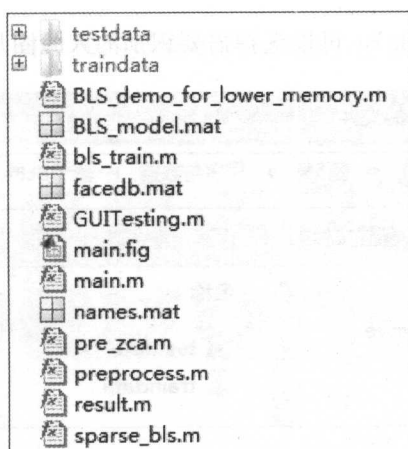 testdata
traindata
BLS_demo_for_lower_memory.m
BLS_model.mat
bls_train.m
facedb.mat
GUITesting.m
main.fig
main.m
names.mat
pre_zca.m
preprocess.m
result.m
sparse_bls.m